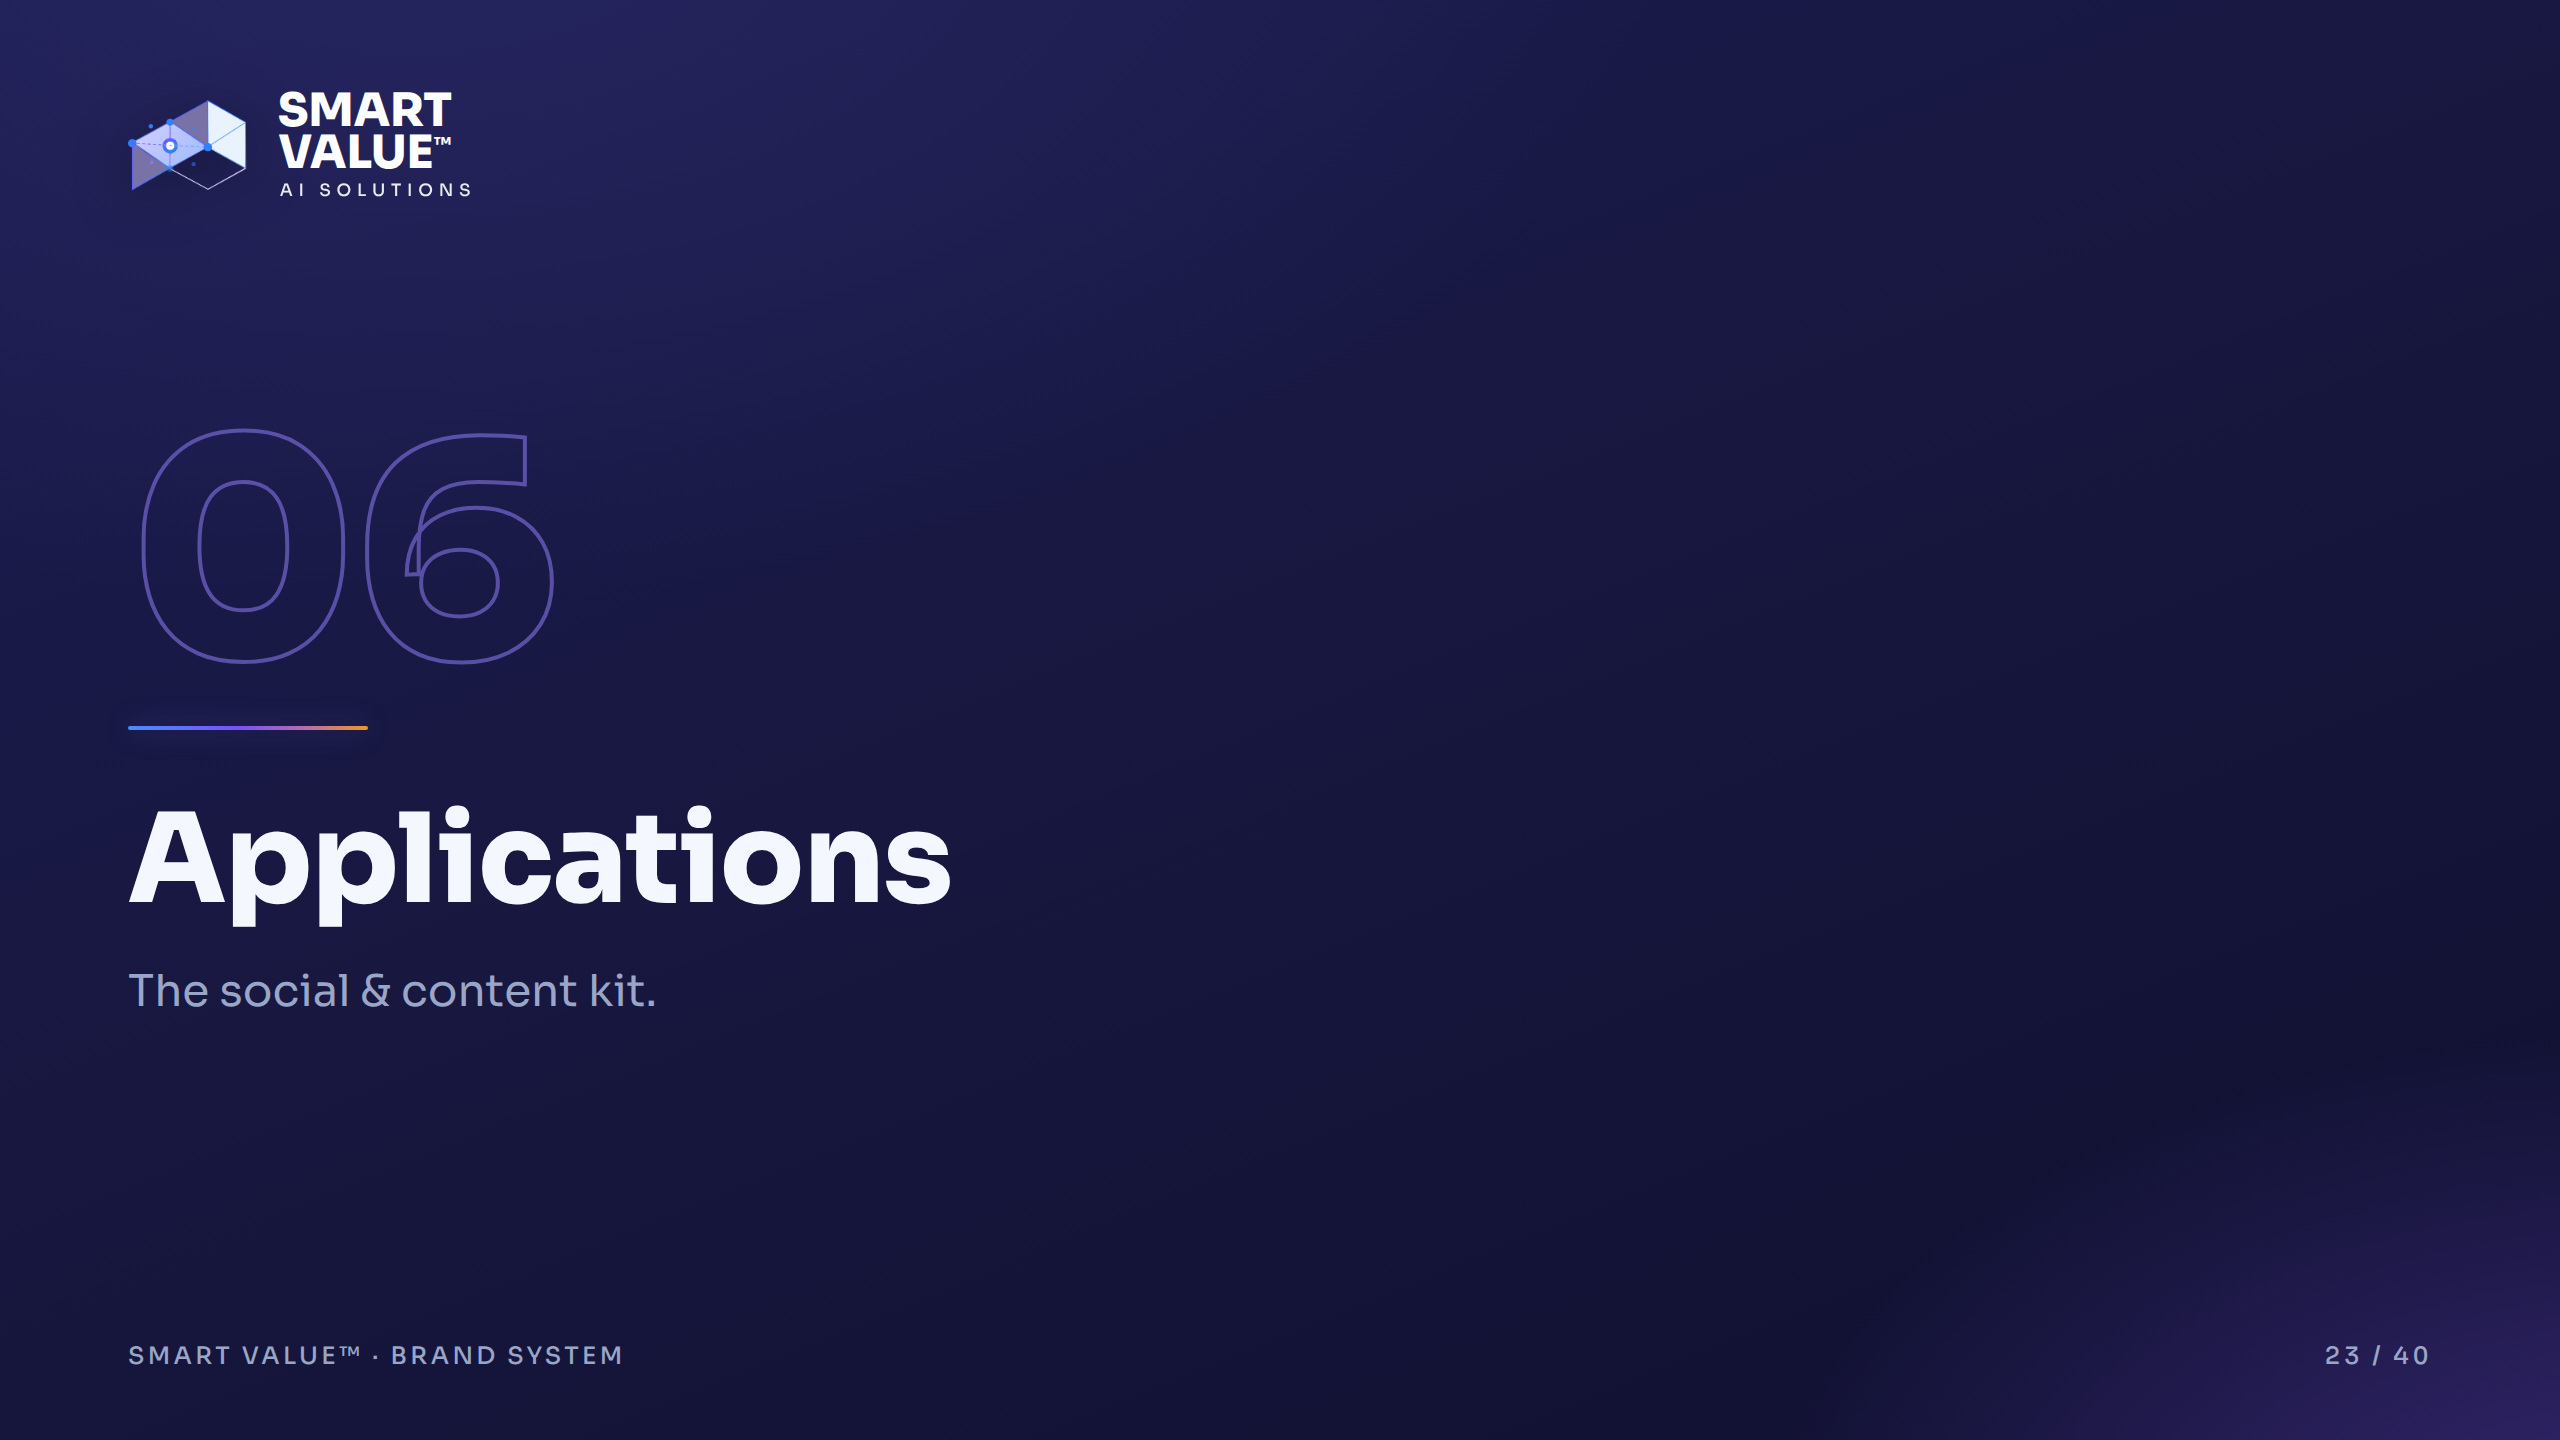 SMART
VALUE™
AI SOLUTIONS
06
Applications
The social & content kit.
SMART VALUE™ · BRAND SYSTEM
23 / 40